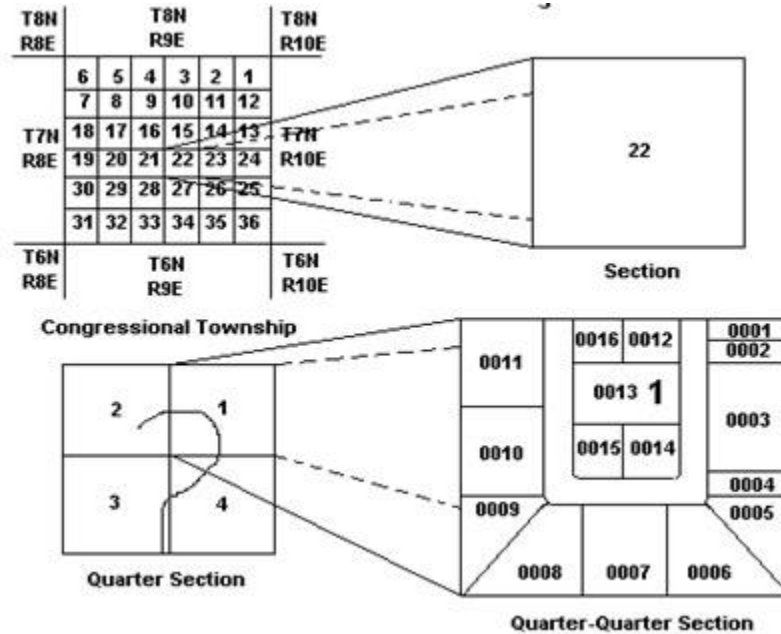 T8N T8N T8N
R8E R9E R10E
6 5 4 3 2 1
7 8 9 10 11 12
18 17 16 15 14 13
T7N T7N
R8E R10E
19 20 21 22 23 24
30 29 28 27 26 25
31 32 33 34 35 36
T6N T6N T6N
R8E R9E R10E
Congressional Township
22
Section
2 1
3 4
Quarter Section
0016 0012 0001
0002
0011
0013 1
0003
0010 0015 0014
0004
0009 0005
0008 0007 0006
Quarter-Quarter Section